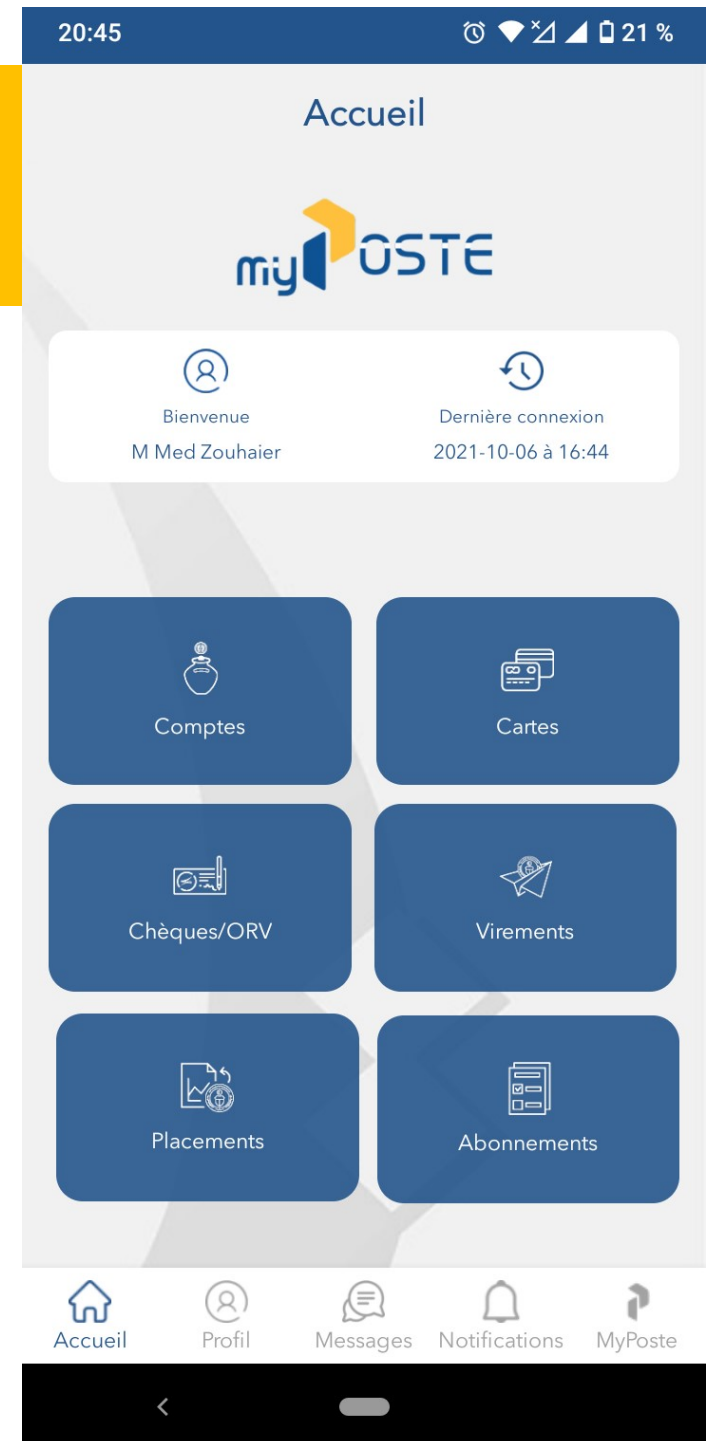 20:45 21 %
Accueil
myPOSTE
Bienvenue Dernière connexion
M Med Zouhaier 2021-10-06 à 16:44
Comptes Cartes
Chèques/ORV Virements
Placements Abonnements
Accueil Profil Messages Notifications MyPoste